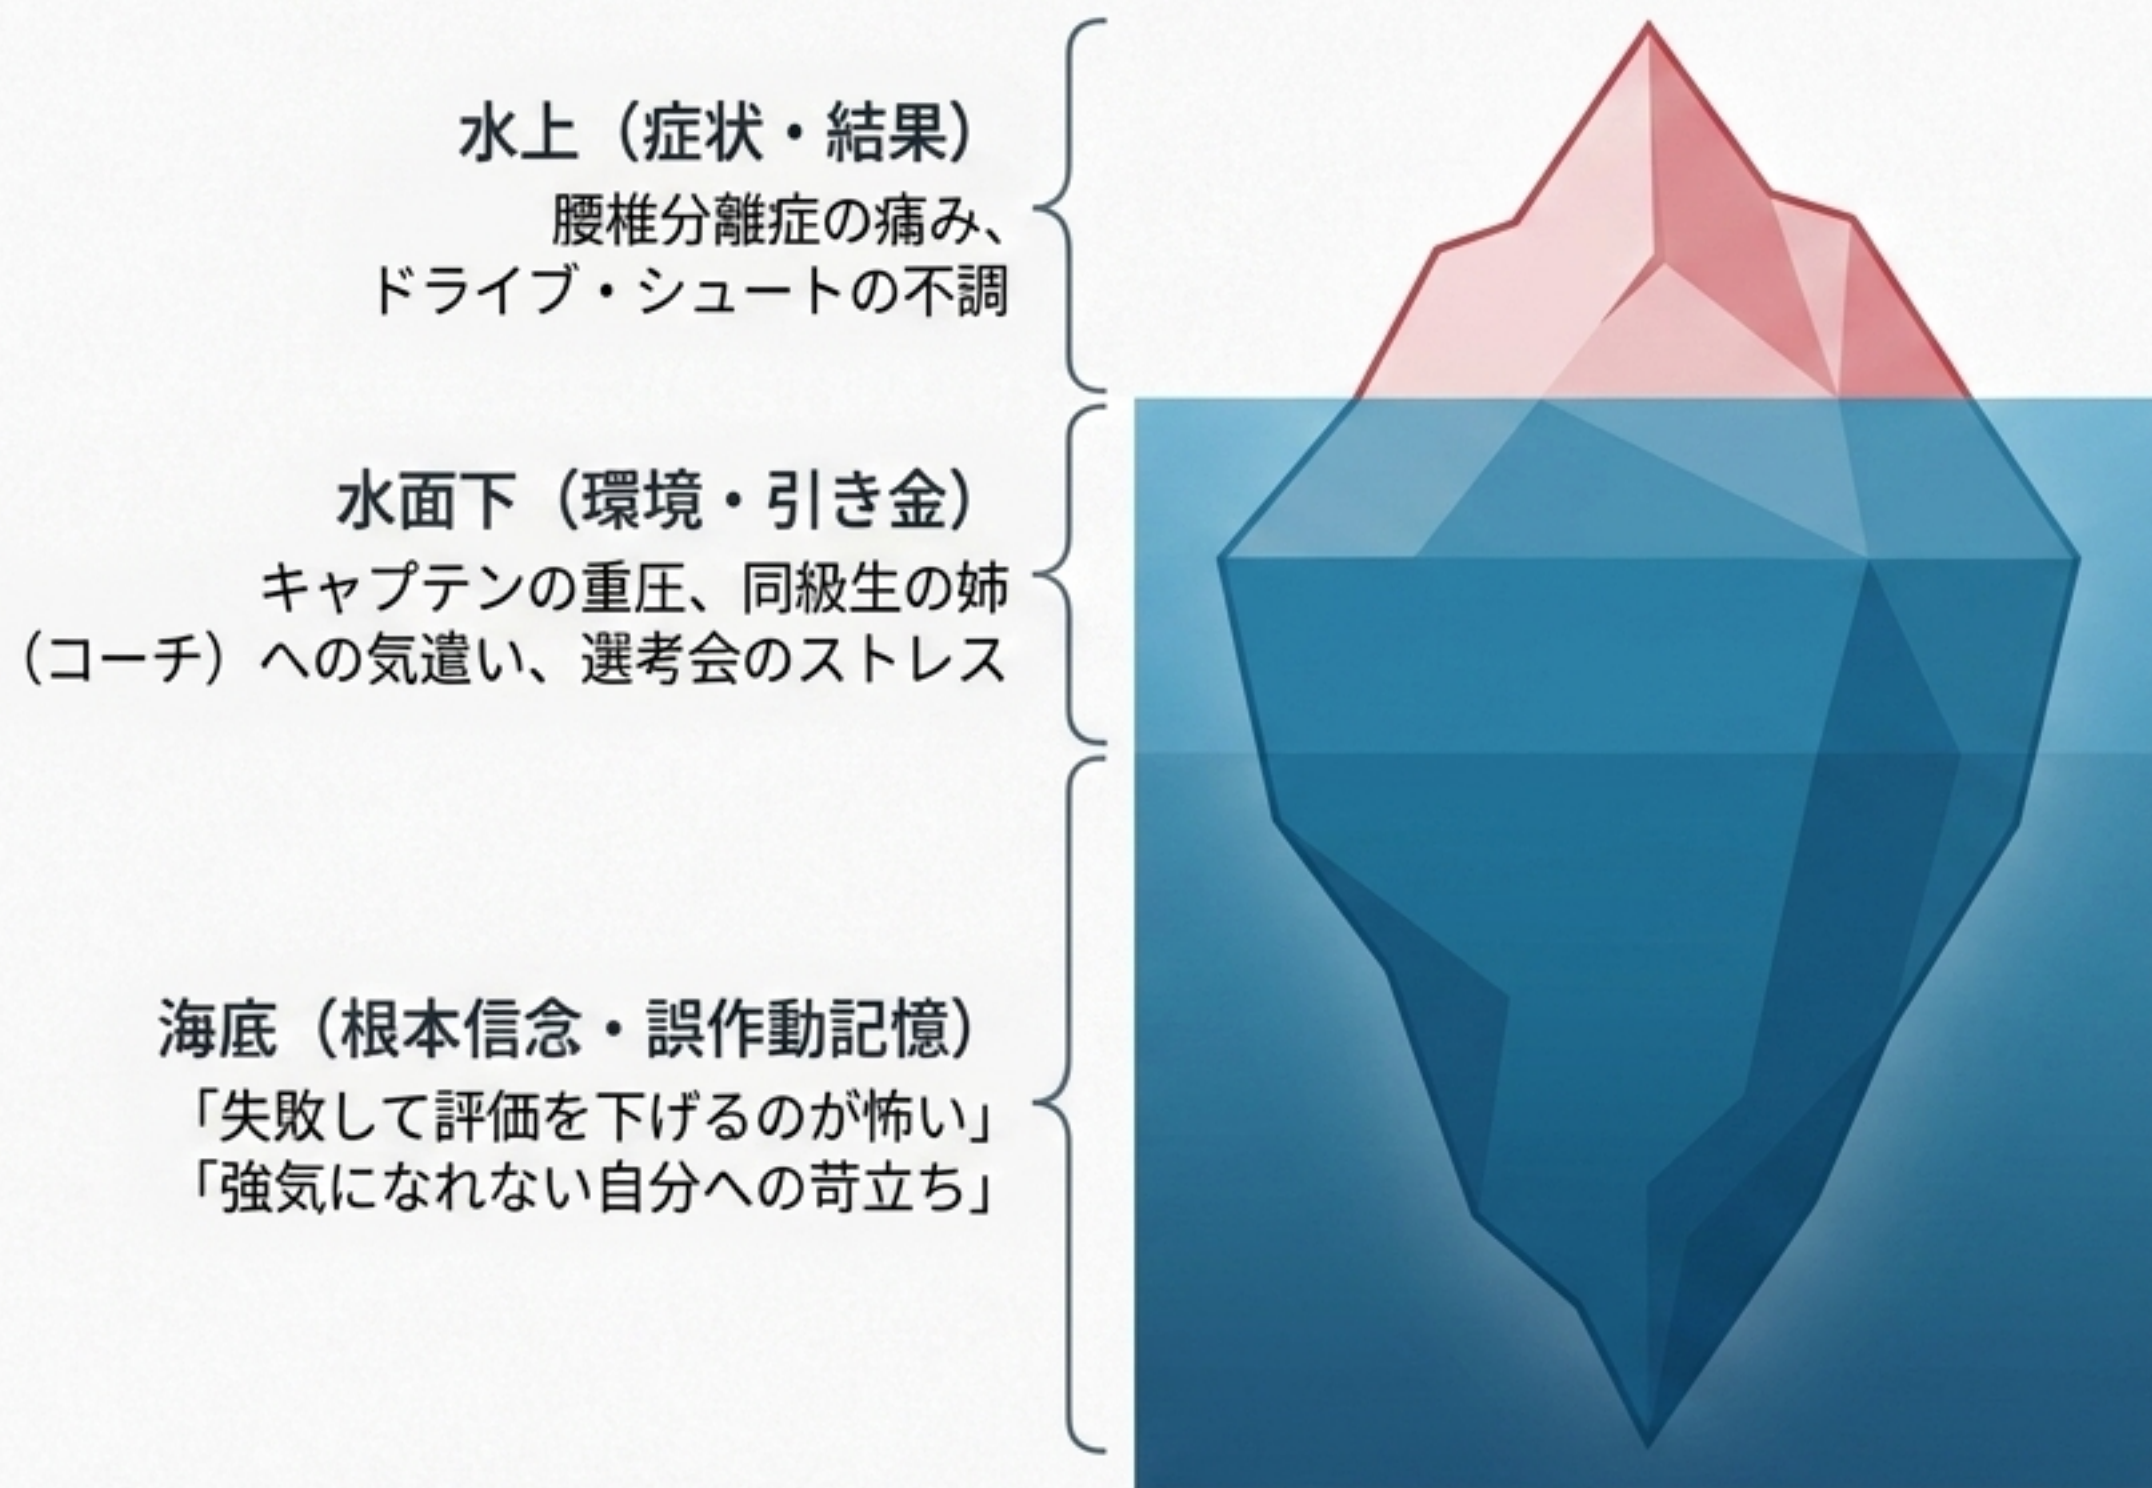 水上（症状・結果）
腰椎分離症の痛み、
ドライブ・シュートの不調
水面下（環境・引き金）
キャプテンの重圧、同級生の姉
（コーチ）への気遣い、選考会のストレス
海底（根本信念・誤作動記憶）
「失敗して評価を下げるのが怖い」
「強気になれない自分への苛立ち」